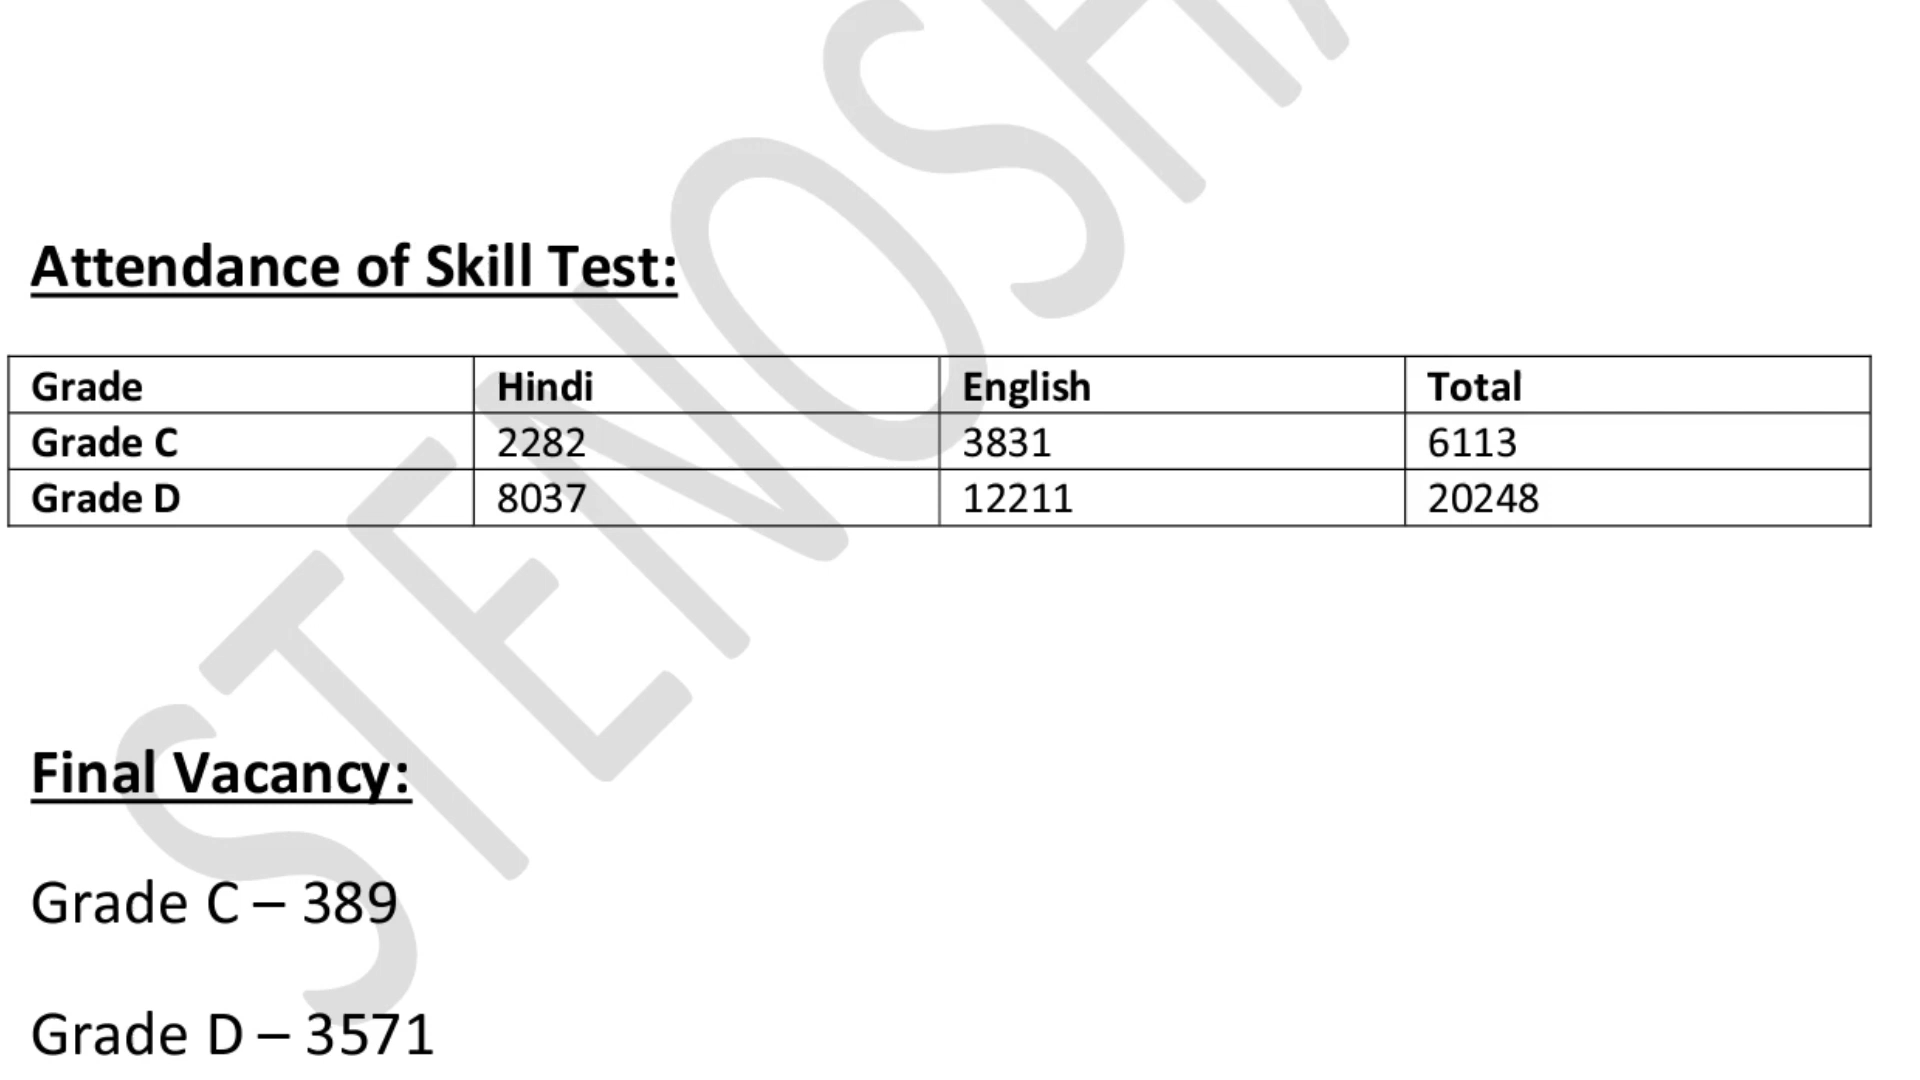 STENOSHA
Attendance of Skill Test:
Grade Hindi English Total
Grade C 2282 3831 6113
Grade D 8037 12211 20248
Final Vacancy:
Grade C – 389
Grade D – 3571